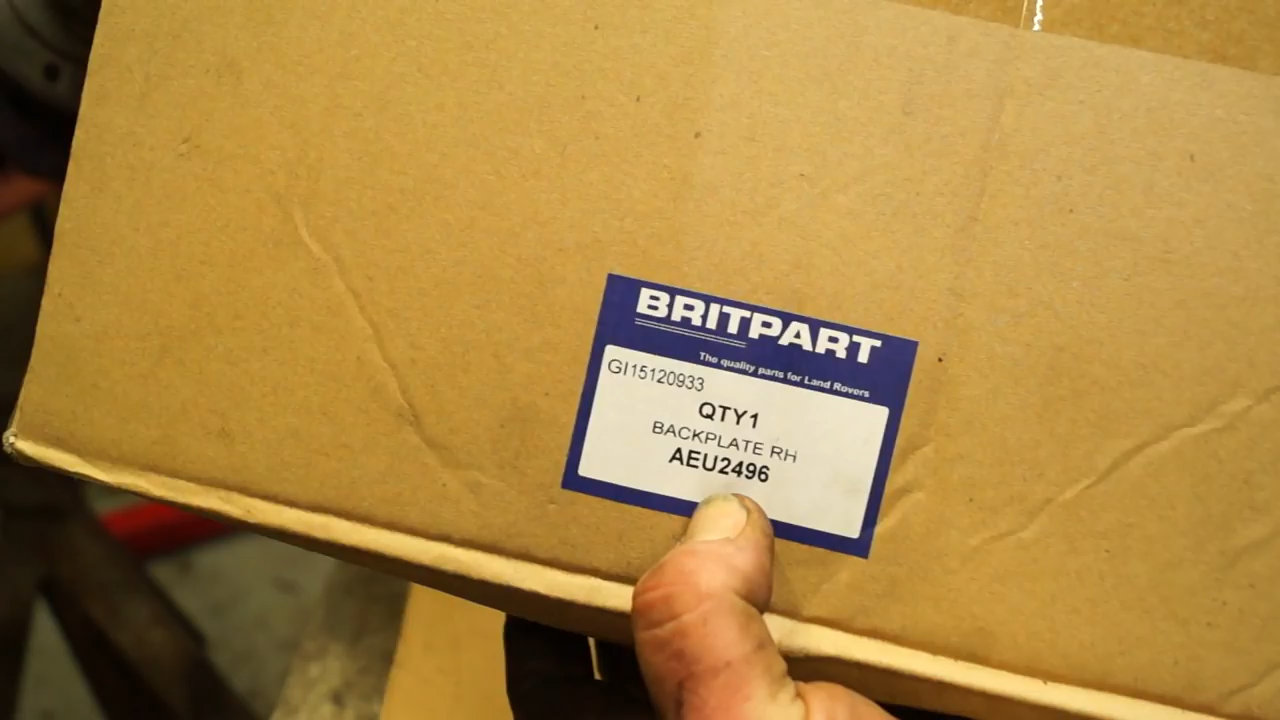 BRITPART
The quality parts for Land Rovers
GI15120933
QTY1
BACKPLATE RH
AEU2496